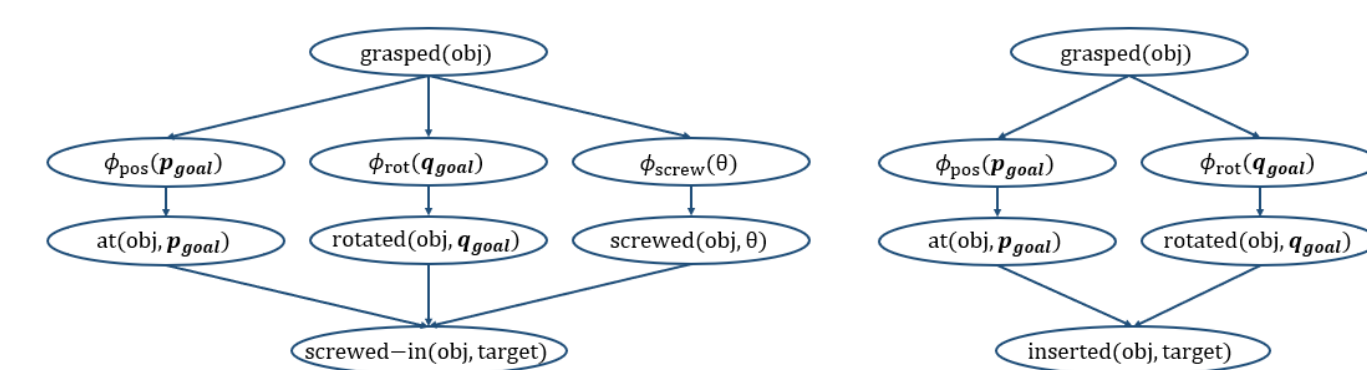 grasped(obj)
grasped(obj)
ϕpos(pgoal)
ϕrot(qgoal)
ϕscrew(θ)
ϕpos(pgoal)
ϕrot(qgoal)
at(obj, pgoal)
rotated(obj, qgoal)
screwed(obj, θ)
at(obj, pgoal)
rotated(obj, qgoal)
screwed−in(obj, target)
inserted(obj, target)